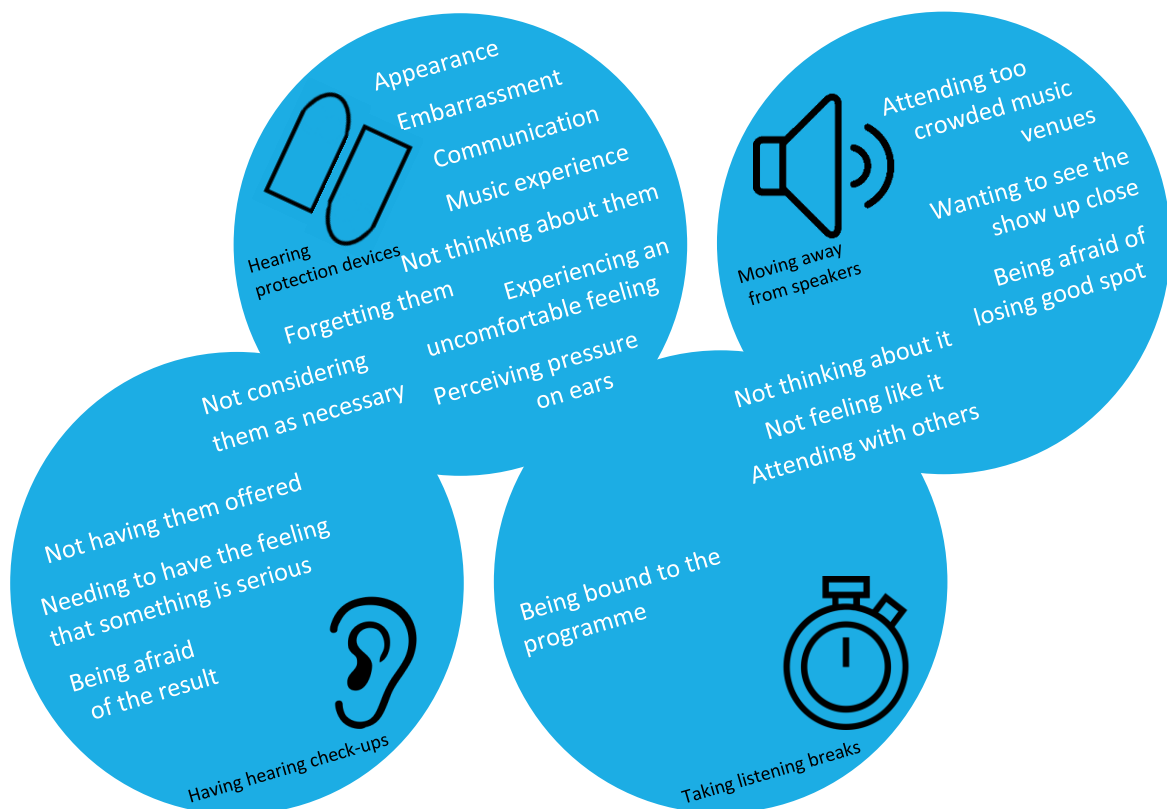 Appearance
Embarrassment
Communication
Music experience
Not thinking about them
Experiencing an
uncomfortable feeling
Perceiving pressure
on ears
Hearing
protection devices
Forgetting them
Not considering
them as necessary
Attending too
crowded music
venues
Wanting to see the
show up close
Being afraid of
losing good spot
Moving away
from speakers
Not thinking about it
Not feeling like it
Attending with others
Not having them offered
Needing to have the feeling
that something is serious
Being afraid
of the result
Having hearing check-ups
Being bound to the
programme
Taking listening breaks